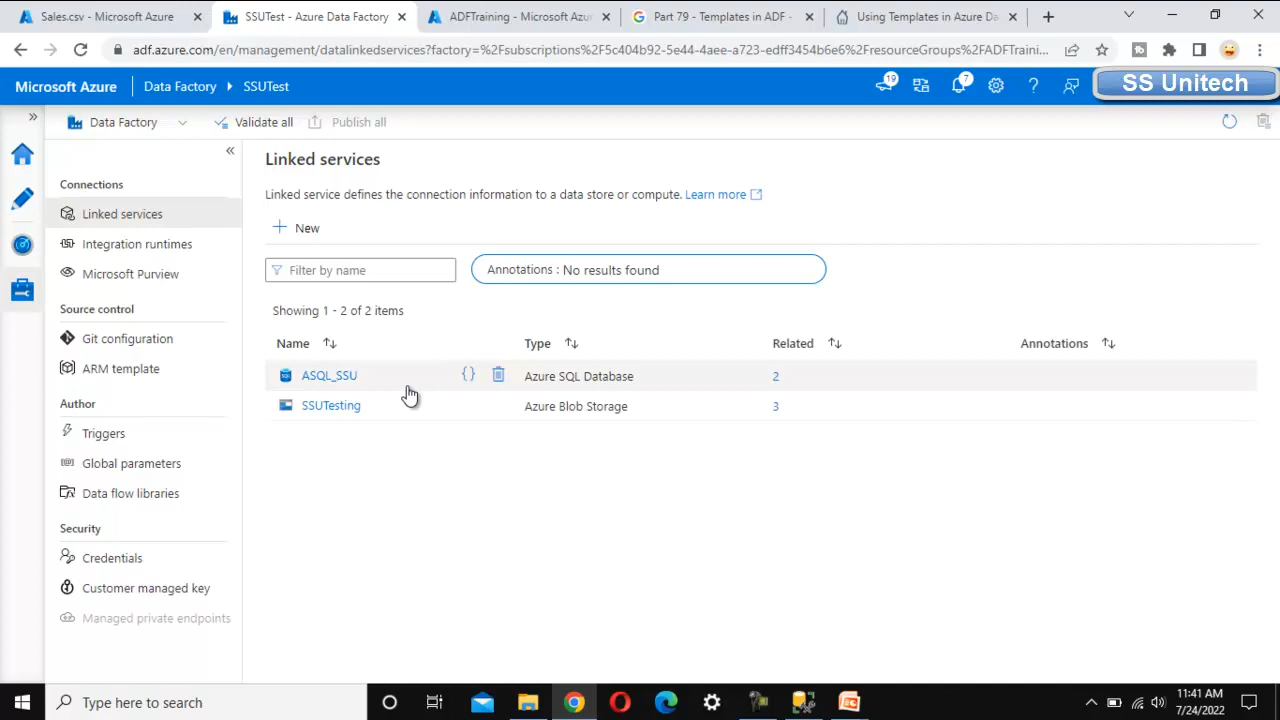 Sales.csv - Microsoft Azure
SSUTest - Azure Data Factory
ADFTraining - Microsoft Azu
Part 79 - Templates in ADF -
Using Templates in Azure Da
adf.azure.com/en/management/datalinkedservices?factory=%2Fsubscriptions%2F5c404b92-5e44-4aee-a723-edff3454b6e6%2FresourceGroups%2FADFTraini...
Microsoft Azure
Data Factory
SSUTest
19
7
SS Unitech
Data Factory
Validate all
Publish all
Connections
Linked services
Integration runtimes
Microsoft Purview
Source control
Git configuration
ARM template
Author
Triggers
Global parameters
Data flow libraries
Security
Credentials
Customer managed key
Managed private endpoints
Linked services
Linked service defines the connection information to a data store or compute. Learn more
New
Filter by name
Annotations : No results found
Showing 1 - 2 of 2 items
Name Type Related Annotations
ASQL_SSU {} Azure SQL Database 2
SSUTesting Azure Blob Storage 3
Type here to search
11:41 AM
7/24/2022